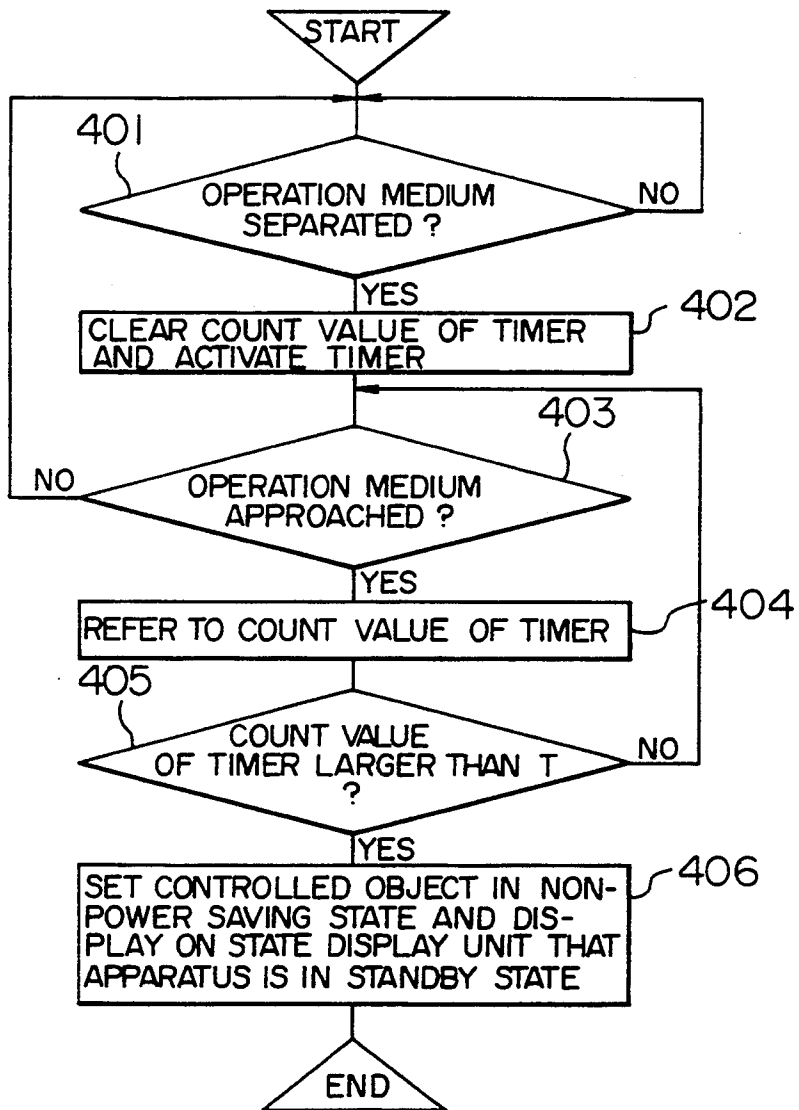 START
401
OPERATION MEDIUM
SEPARATED ?
NO
YES
402
CLEAR COUNT VALUE OF TIMER
AND ACTIVATE TIMER
403
NO
OPERATION MEDIUM
APPROACHED ?
YES
404
REFER TO COUNT VALUE OF TIMER
405
COUNT VALUE
OF TIMER LARGER THAN T
?
NO
YES
406
SET CONTROLLED OBJECT IN NON-
POWER SAVING STATE AND DIS-
PLAY ON STATE DISPLAY UNIT THAT
APPARATUS IS IN STANDBY STATE
END